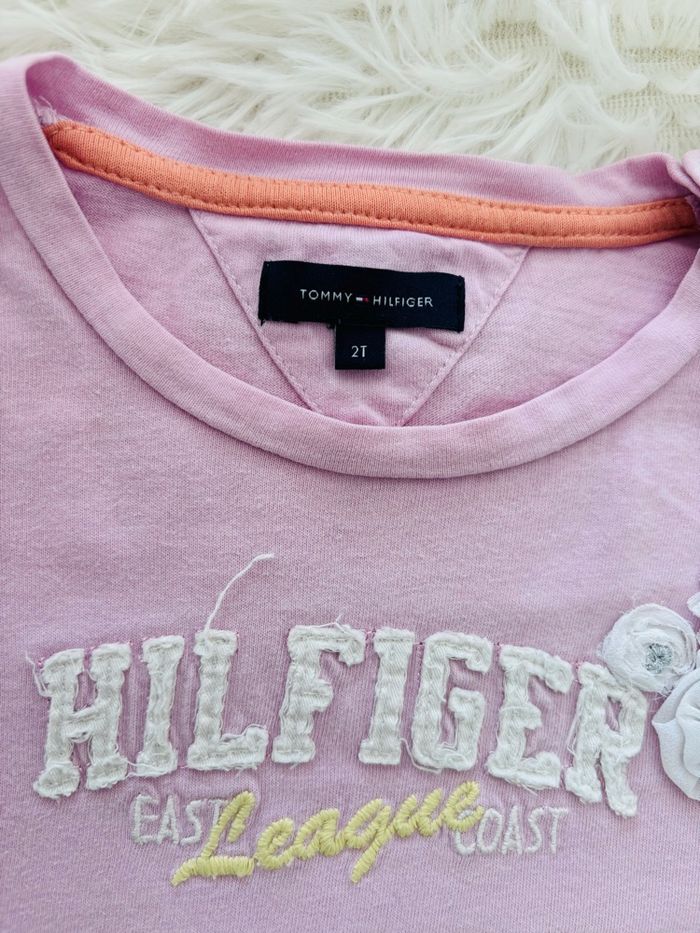 TOMMY HILFIGER
2T
HILFIGER
EAST League COAST